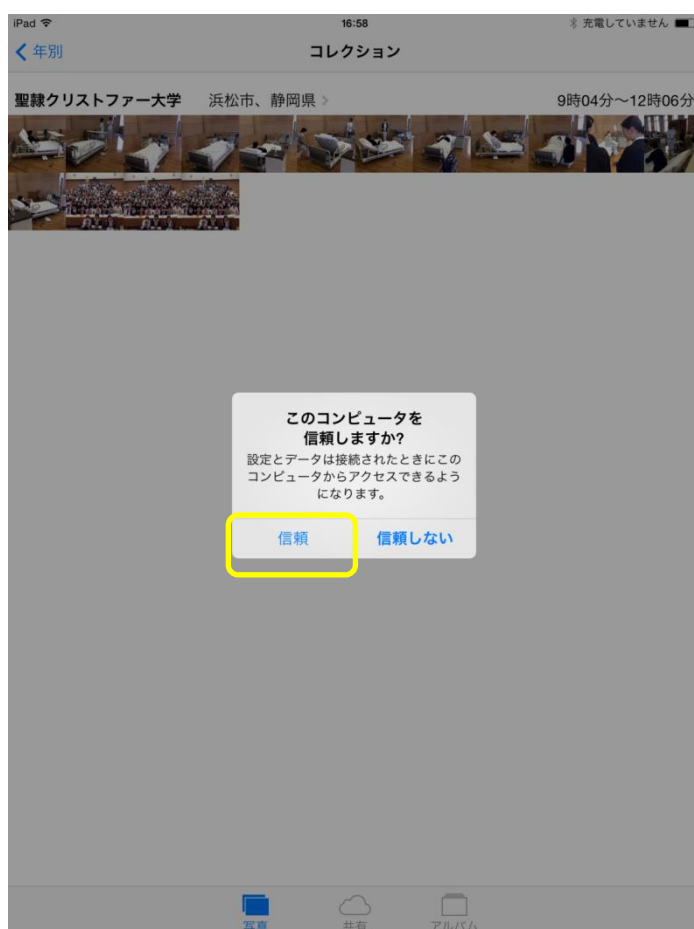 iPad 16:58 充電していません
年別 コレクション
聖隷クリストファー大学 浜松市、静岡県 9時04分～12時06分
このコンピュータを
信頼しますか?
設定とデータは接続されたときにこの
コンピュータからアクセスできるよう
になります。
信頼 信頼しない
写真 共有 アルバム